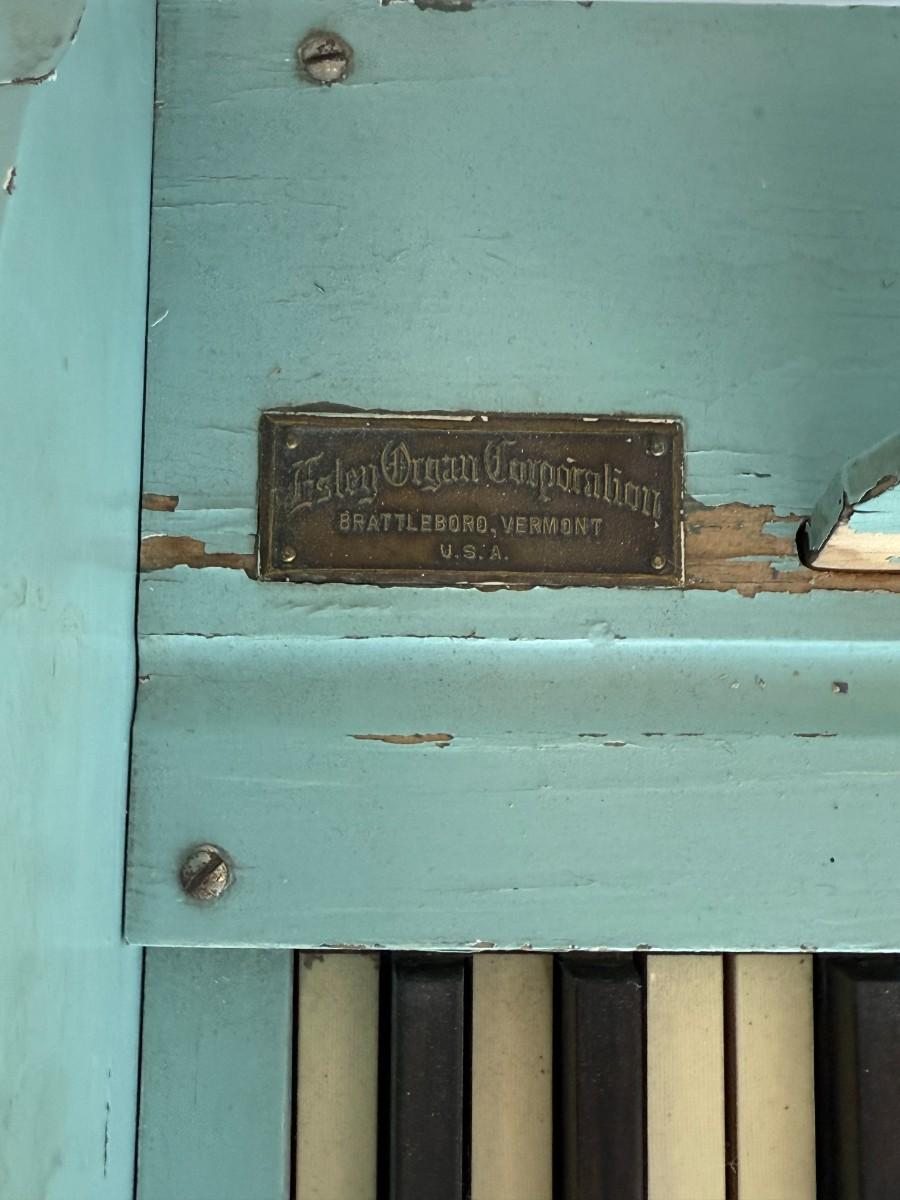 Estey Organ Corporation
BRATTLEBORO, VERMONT
U.S.A.